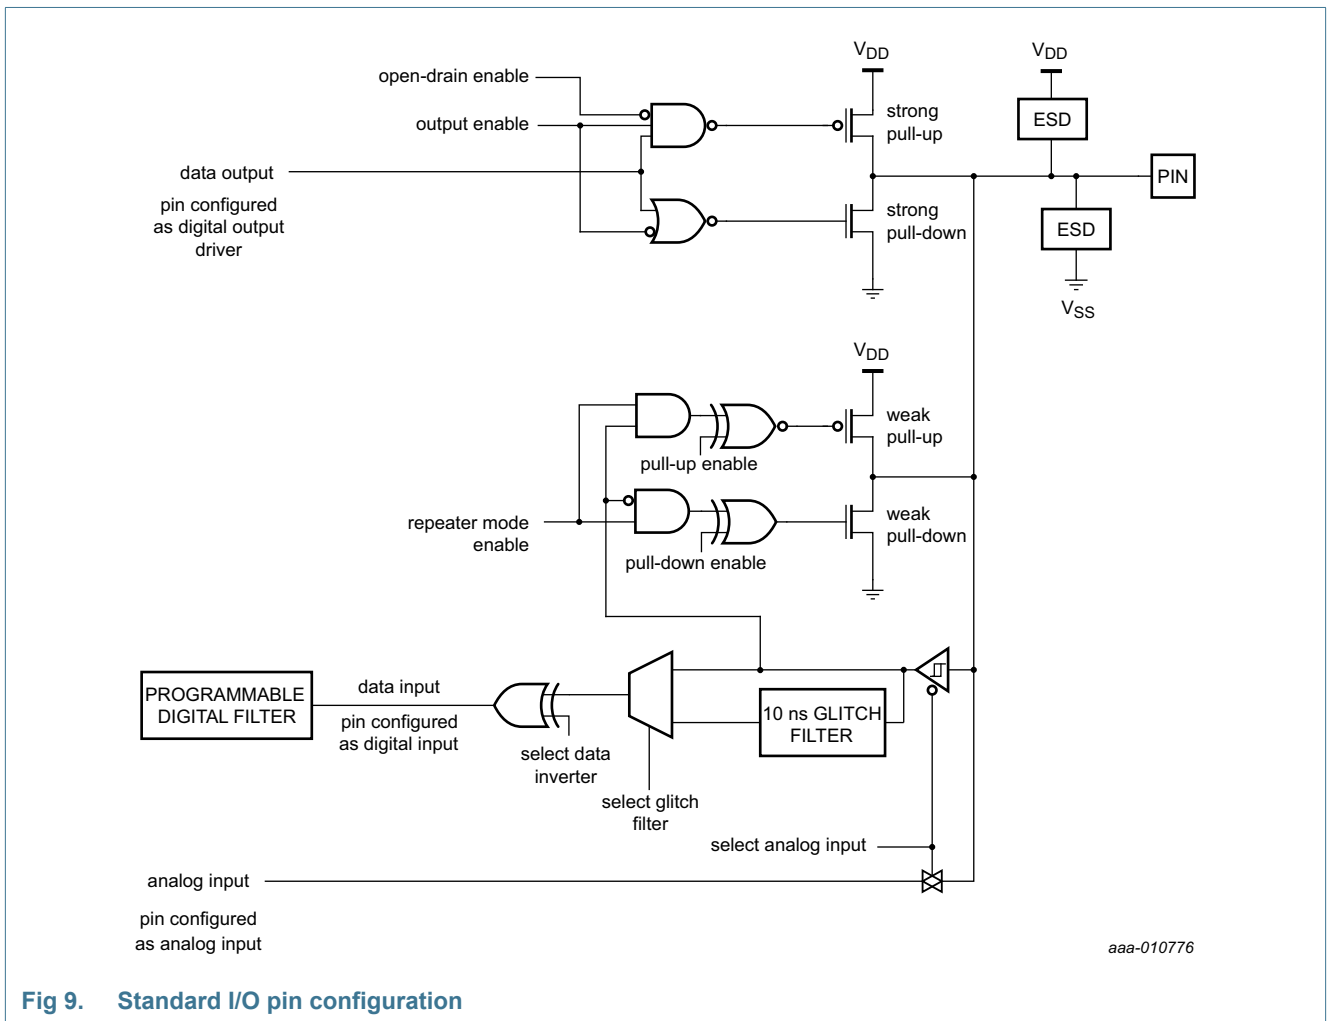 VDD
VDD
open-drain enable
strong
pull-up
ESD
output enable
data output
PIN
pin configured
as digital output
driver
strong
pull-down
ESD
VSS
VDD
weak
pull-up
pull-up enable
repeater mode
enable
weak
pull-down
pull-down enable
PROGRAMMABLE
DIGITAL FILTER
data input
pin configured
as digital input
select data
inverter
10 ns GLITCH
FILTER
select glitch
filter
select analog input
analog input
pin configured
as analog input
aaa-010776
Fig 9. Standard I/O pin configuration